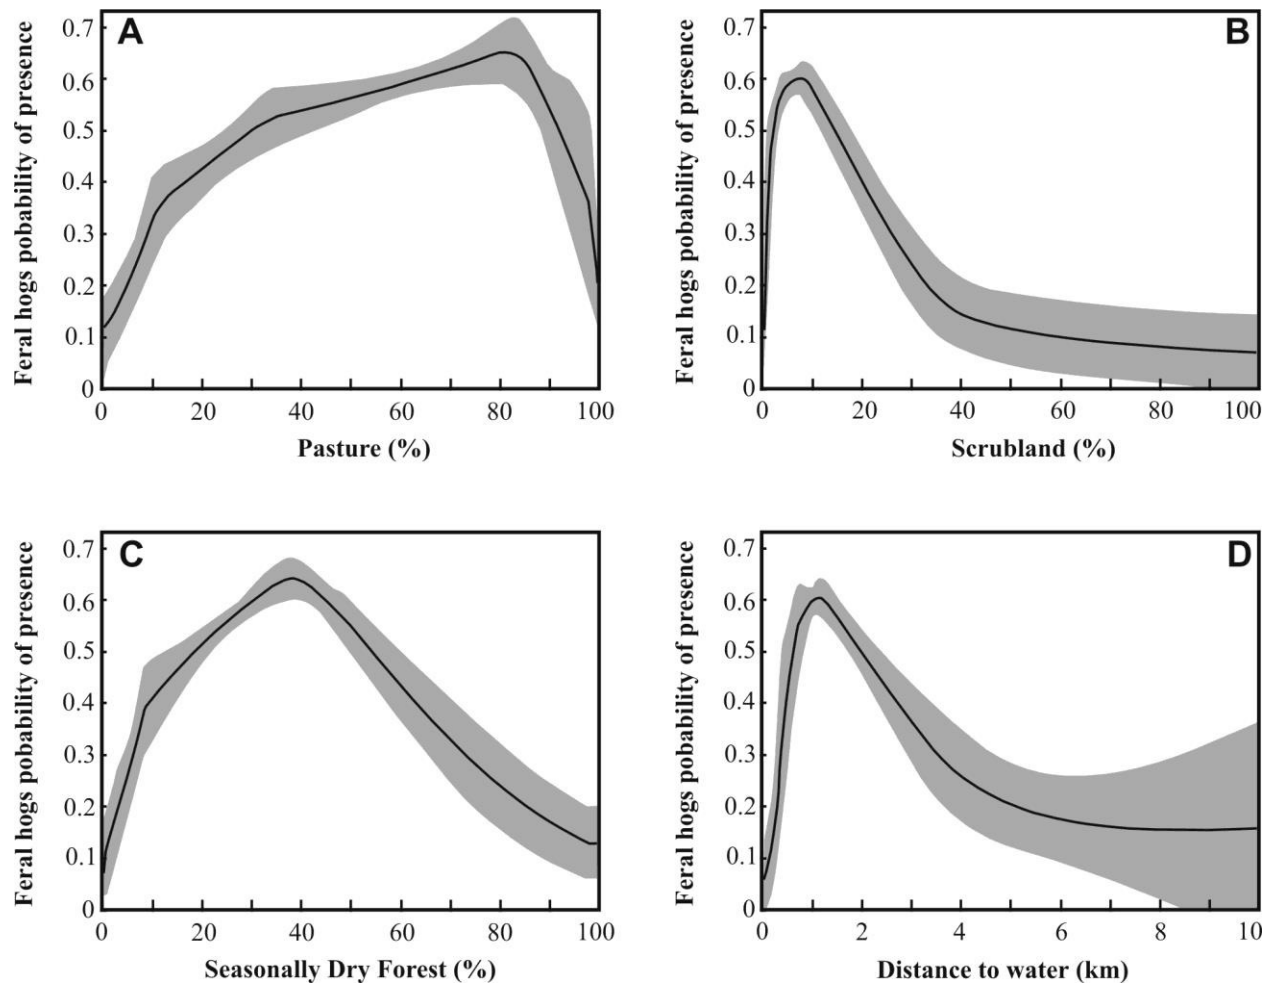 A
Feral hogs pobability of presence
0.7
0.6
0.5
0.4
0.3
0.2
0.1
0
0 20 40 60 80 100
Pasture (%)
B
Feral hogs pobability of presence
0.7
0.6
0.5
0.4
0.3
0.2
0.1
0
0 20 40 60 80 100
Scrubland (%)
C
Feral hogs pobability of presence
0.7
0.6
0.5
0.4
0.3
0.2
0.1
0
0 20 40 60 80 100
Seasonally Dry Forest (%)
D
Feral hogs pobability of presence
0.7
0.6
0.5
0.4
0.3
0.2
0.1
0
0 2 4 6 8 10
Distance to water (km)